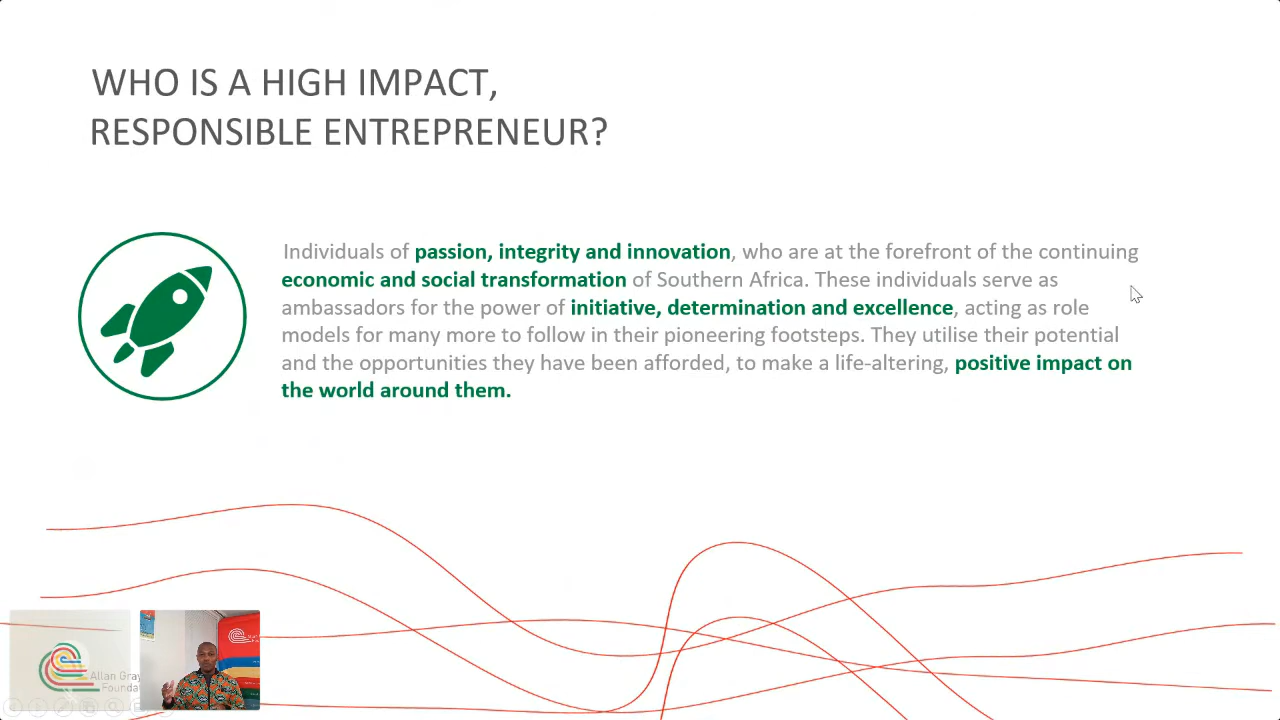 WHO IS A HIGH IMPACT,
RESPONSIBLE ENTREPRENEUR?
Individuals of passion, integrity and innovation, who are at the forefront of the continuing
economic and social transformation of Southern Africa. These individuals serve as
ambassadors for the power of initiative, determination and excellence, acting as role
models for many more to follow in their pioneering footsteps. They utilise their potential
and the opportunities they have been afforded, to make a life-altering, positive impact on
the world around them.
Allan Gray